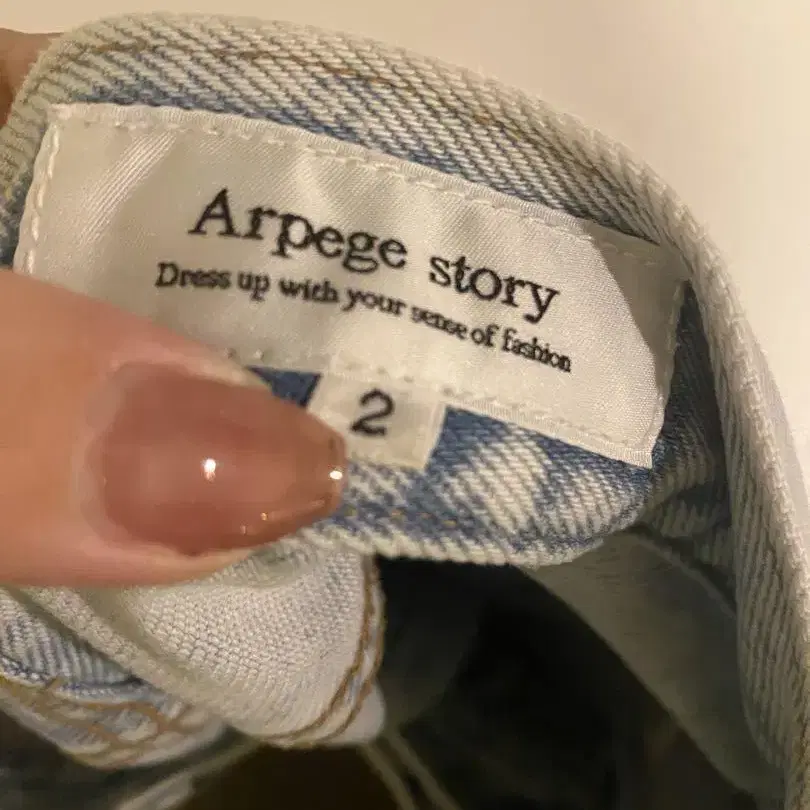 Arpege story
Dress up with your sense of fashion
2